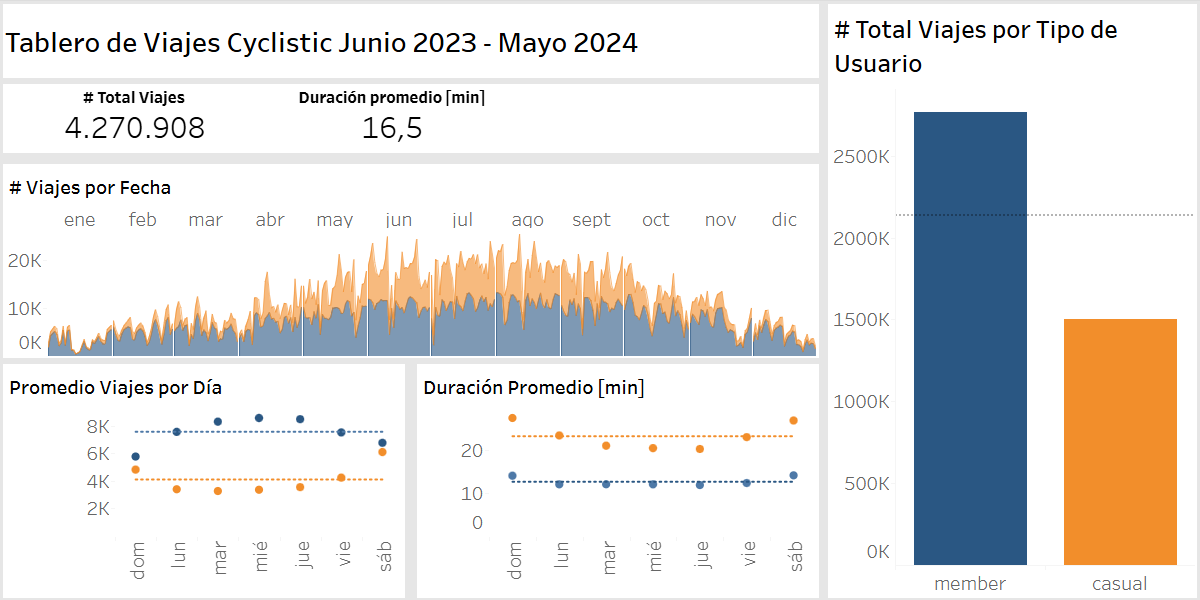 Tablero de Viajes Cyclistic Junio 2023 - Mayo 2024
# Total Viajes
4.270.908
Duración promedio [min]
16,5
# Viajes por Fecha
ene feb mar abr may jun jul ago sept oct nov dic
20K
10K
0K
Promedio Viajes por Día
8K
6K
4K
2K
dom lun mar mié jue vie sáb
Duración Promedio [min]
20
10
0
dom lun mar mié jue vie sáb
# Total Viajes por Tipo de
Usuario
2500K
2000K
1500K
1000K
500K
0K
member casual